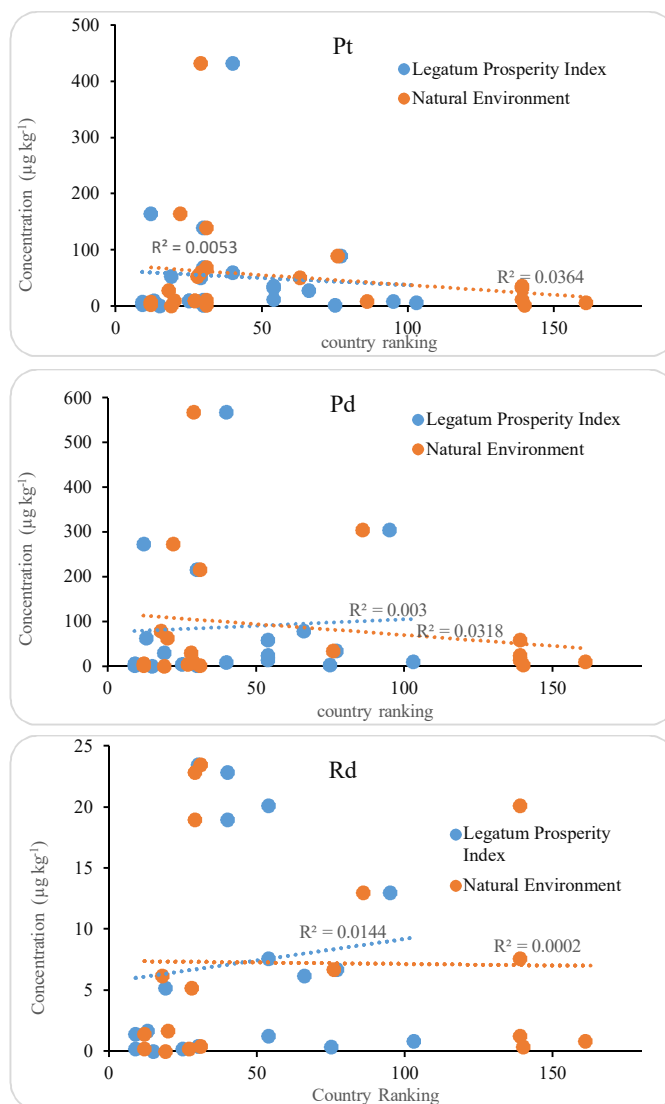 Pt
500
400
300
200
100
0
Concentration (µg kg-1)
Legatum Prosperity Index
Natural Environment
R² = 0.0053
R² = 0.0364
0 50 100 150
country ranking
Pd
600
500
400
300
200
100
0
Concentration (µg kg-1)
Legatum Prosperity Index
Natural Environment
R² = 0.003
R² = 0.0318
0 50 100 150
country ranking
Rd
25
20
15
10
5
0
Concentration (µg kg-1)
Legatum Prosperity
Index
Natural Environment
R² = 0.0144
R² = 0.0002
0 50 100 150
Country Ranking